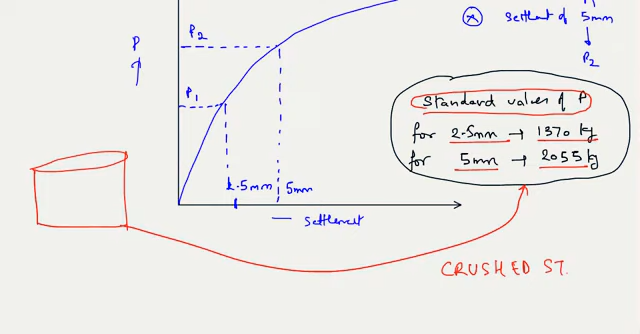 P₂
P
P₁
2.5mm
5mm
settlement
settlement of 5mm
P₂
Standard values of P
for 2.5mm → 1370 kg
for 5mm → 2055 kg
CRUSHED ST.